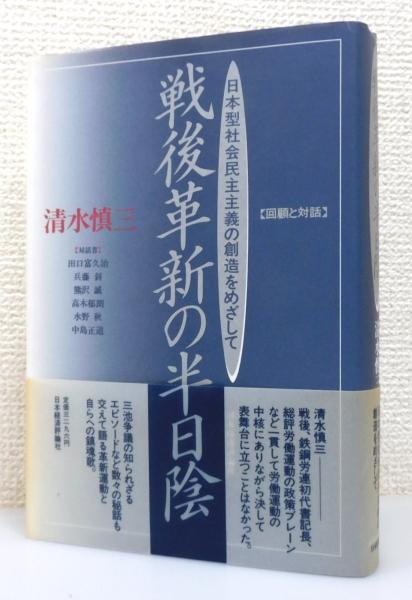 日本型社会民主主義の創造をめざして
戦後革新の半日陰
【回顧と対話】
清水慎三
【対話者】
田口富久治
兵藤釗
熊沢誠
高木郁朗
水野秋
中島正道
清水慎三――
戦後、鉄鋼労連初代書記長、
総評労働運動の政策ブレーン
など一貫して労働運動の
中核にありながら決して
表舞台に立つことはなかった。
三池争議の知られざる
エピソードなど数々の秘話も
交えて語る革新運動と
自らへの鎮魂歌。
定価三二九六円
日本経済評論社